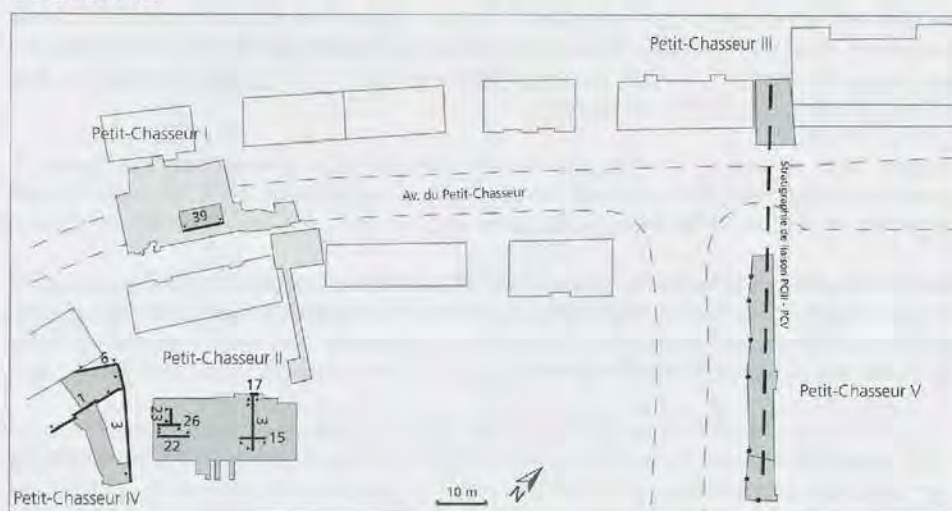 Petit-Chasseur III
Petit-Chasseur I
Av. du Petit-Chasseur
39
Stratigraphie de liaison PCIII - PCV
Petit-Chasseur II
6
1
3
17
23
26
3
15
22
Petit-Chasseur V
Petit-Chasseur IV
10 m
N